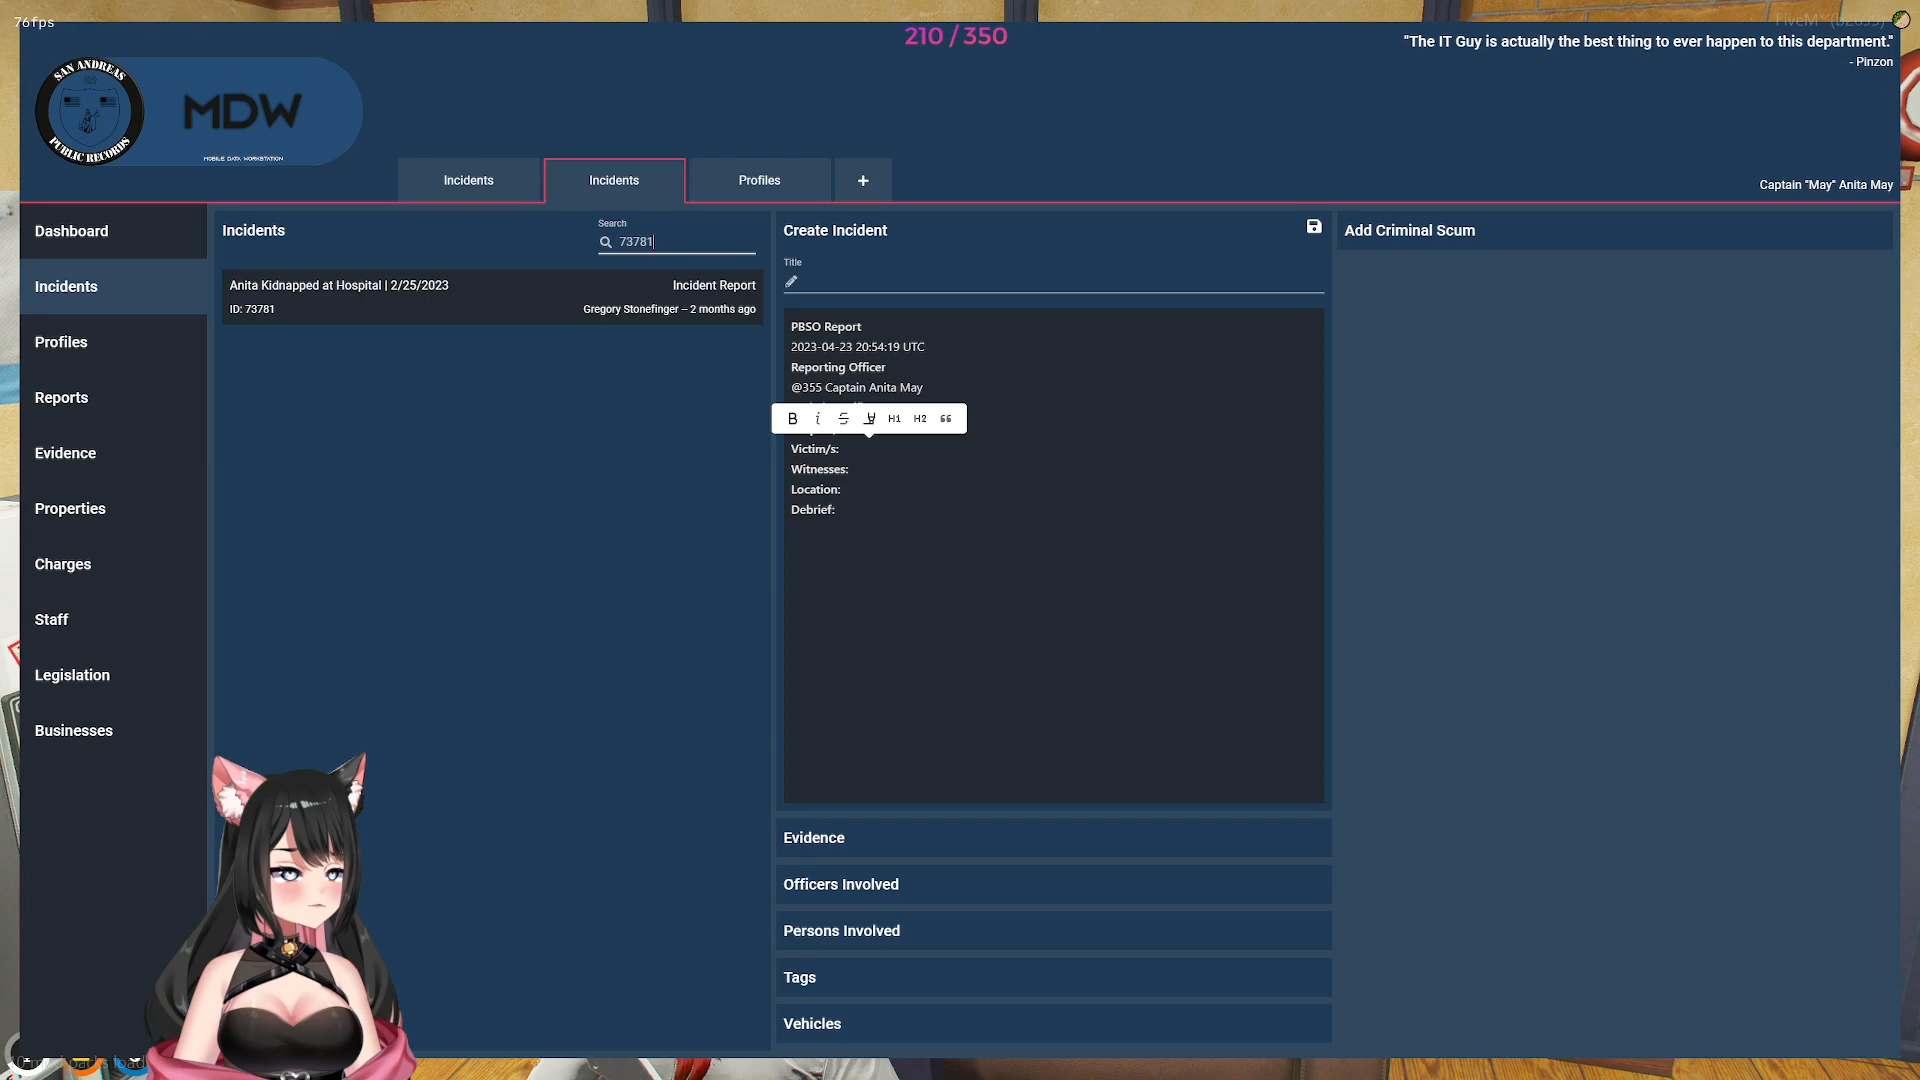 76fps
210 / 350
"The IT Guy is actually the best thing to ever happen to this department."
- Pinzon
SAN ANDREAS
PUBLIC RECORDS
MDW
MOBILE DATA WORKSTATION
Incidents
Incidents
Profiles
+
Captain "May" Anita May
Dashboard
Incidents
Profiles
Reports
Evidence
Properties
Charges
Staff
Legislation
Businesses
Incidents
Search
73781
Anita Kidnapped at Hospital | 2/25/2023
Incident Report
ID: 73781
Gregory Stonefinger – 2 months ago
Create Incident
Title
PBSO Report
2023-04-23 20:54:19 UTC
Reporting Officer
@355 Captain Anita May
B i S H1 H2 66
Victim/s:
Witnesses:
Location:
Debrief:
Evidence
Officers Involved
Persons Involved
Tags
Vehicles
Add Criminal Scum